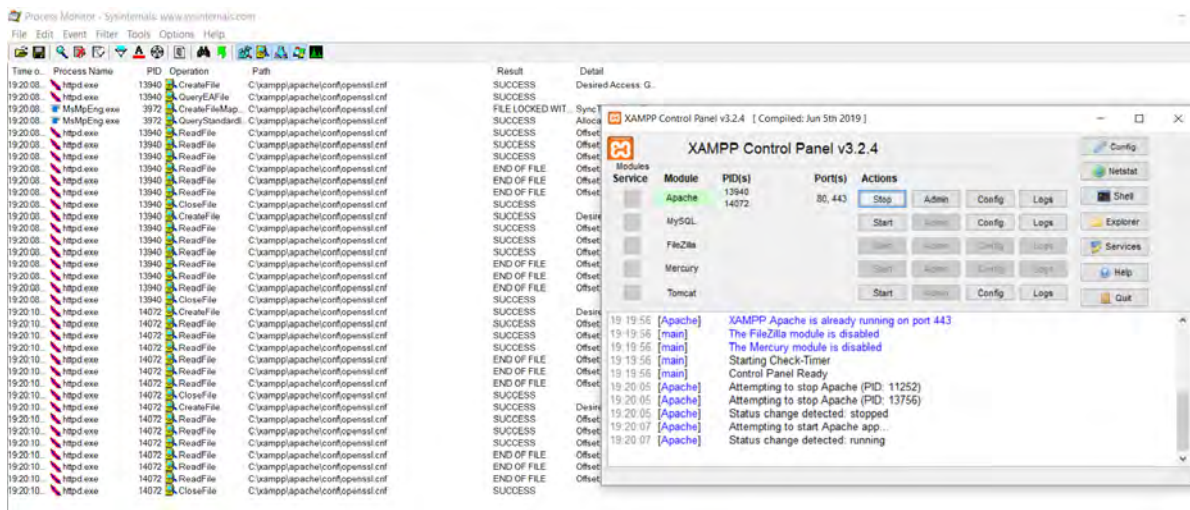 Process Monitor - Sysinternals: www.sysinternals.com
File Edit Event Filter Tools Options Help
Time o... Process Name PID Operation Path Result Detail
19:20:08... httpd.exe 13940 CreateFile C:\xampp\apache\conf\openssl.cnf SUCCESS Desired Access: G...
19:20:08... httpd.exe 13940 QueryEAFile C:\xampp\apache\conf\openssl.cnf SUCCESS
19:20:08... MsMpEng.exe 3972 CreateFileMap... C:\xampp\apache\conf\openssl.cnf FILE LOCKED WIT... SyncT
19:20:08... MsMpEng.exe 3972 QueryStandardI... C:\xampp\apache\conf\openssl.cnf SUCCESS Alloca
19:20:08... httpd.exe 13940 ReadFile C:\xampp\apache\conf\openssl.cnf SUCCESS Offset
19:20:08... httpd.exe 13940 ReadFile C:\xampp\apache\conf\openssl.cnf SUCCESS Offset
19:20:08... httpd.exe 13940 ReadFile C:\xampp\apache\conf\openssl.cnf SUCCESS Offset
19:20:08... httpd.exe 13940 ReadFile C:\xampp\apache\conf\openssl.cnf END OF FILE Offset
19:20:08... httpd.exe 13940 ReadFile C:\xampp\apache\conf\openssl.cnf END OF FILE Offset
19:20:08... httpd.exe 13940 ReadFile C:\xampp\apache\conf\openssl.cnf END OF FILE Offset
19:20:08... httpd.exe 13940 CloseFile C:\xampp\apache\conf\openssl.cnf SUCCESS
19:20:08... httpd.exe 13940 CreateFile C:\xampp\apache\conf\openssl.cnf SUCCESS Desire
19:20:08... httpd.exe 13940 ReadFile C:\xampp\apache\conf\openssl.cnf SUCCESS Offset
19:20:08... httpd.exe 13940 ReadFile C:\xampp\apache\conf\openssl.cnf SUCCESS Offset
19:20:08... httpd.exe 13940 ReadFile C:\xampp\apache\conf\openssl.cnf SUCCESS Offset
19:20:08... httpd.exe 13940 ReadFile C:\xampp\apache\conf\openssl.cnf END OF FILE Offset
19:20:08... httpd.exe 13940 ReadFile C:\xampp\apache\conf\openssl.cnf END OF FILE Offset
19:20:08... httpd.exe 13940 ReadFile C:\xampp\apache\conf\openssl.cnf END OF FILE Offset
19:20:08... httpd.exe 13940 CloseFile C:\xampp\apache\conf\openssl.cnf SUCCESS
19:20:10... httpd.exe 14072 CreateFile C:\xampp\apache\conf\openssl.cnf SUCCESS Desire
19:20:10... httpd.exe 14072 ReadFile C:\xampp\apache\conf\openssl.cnf SUCCESS Offset
19:20:10... httpd.exe 14072 ReadFile C:\xampp\apache\conf\openssl.cnf SUCCESS Offset
19:20:10... httpd.exe 14072 ReadFile C:\xampp\apache\conf\openssl.cnf SUCCESS Offset
19:20:10... httpd.exe 14072 ReadFile C:\xampp\apache\conf\openssl.cnf END OF FILE Offset
19:20:10... httpd.exe 14072 ReadFile C:\xampp\apache\conf\openssl.cnf END OF FILE Offset
19:20:10... httpd.exe 14072 ReadFile C:\xampp\apache\conf\openssl.cnf END OF FILE Offset
19:20:10... httpd.exe 14072 CloseFile C:\xampp\apache\conf\openssl.cnf SUCCESS
19:20:10... httpd.exe 14072 CreateFile C:\xampp\apache\conf\openssl.cnf SUCCESS Desire
19:20:10... httpd.exe 14072 ReadFile C:\xampp\apache\conf\openssl.cnf SUCCESS Offset
19:20:10... httpd.exe 14072 ReadFile C:\xampp\apache\conf\openssl.cnf SUCCESS Offset
19:20:10... httpd.exe 14072 ReadFile C:\xampp\apache\conf\openssl.cnf SUCCESS Offset
19:20:10... httpd.exe 14072 ReadFile C:\xampp\apache\conf\openssl.cnf END OF FILE Offset
19:20:10... httpd.exe 14072 ReadFile C:\xampp\apache\conf\openssl.cnf END OF FILE Offset
19:20:10... httpd.exe 14072 ReadFile C:\xampp\apache\conf\openssl.cnf END OF FILE Offset
19:20:10... httpd.exe 14072 CloseFile C:\xampp\apache\conf\openssl.cnf SUCCESS
XAMPP Control Panel v3.2.4 [ Compiled: Jun 5th 2019 ]
XAMPP Control Panel v3.2.4
Modules
Service Module PID(s) Port(s) Actions
Apache 13940 14072 80, 443 Stop Admin Config Logs
MySQL Start Admin Config Logs
FileZilla Start Admin Config Logs
Mercury Start Admin Config Logs
Tomcat Start Admin Config Logs
Config
Netstat
Shell
Explorer
Services
Help
Quit
19:19:56 [Apache] XAMPP Apache is already running on port 443
19:19:56 [main] The FileZilla module is disabled
19:19:56 [main] The Mercury module is disabled
19:19:56 [main] Starting Check-Timer
19:19:56 [main] Control Panel Ready
19:20:05 [Apache] Attempting to stop Apache (PID: 11252)
19:20:05 [Apache] Attempting to stop Apache (PID: 13756)
19:20:05 [Apache] Status change detected: stopped
19:20:07 [Apache] Attempting to start Apache app...
19:20:07 [Apache] Status change detected: running